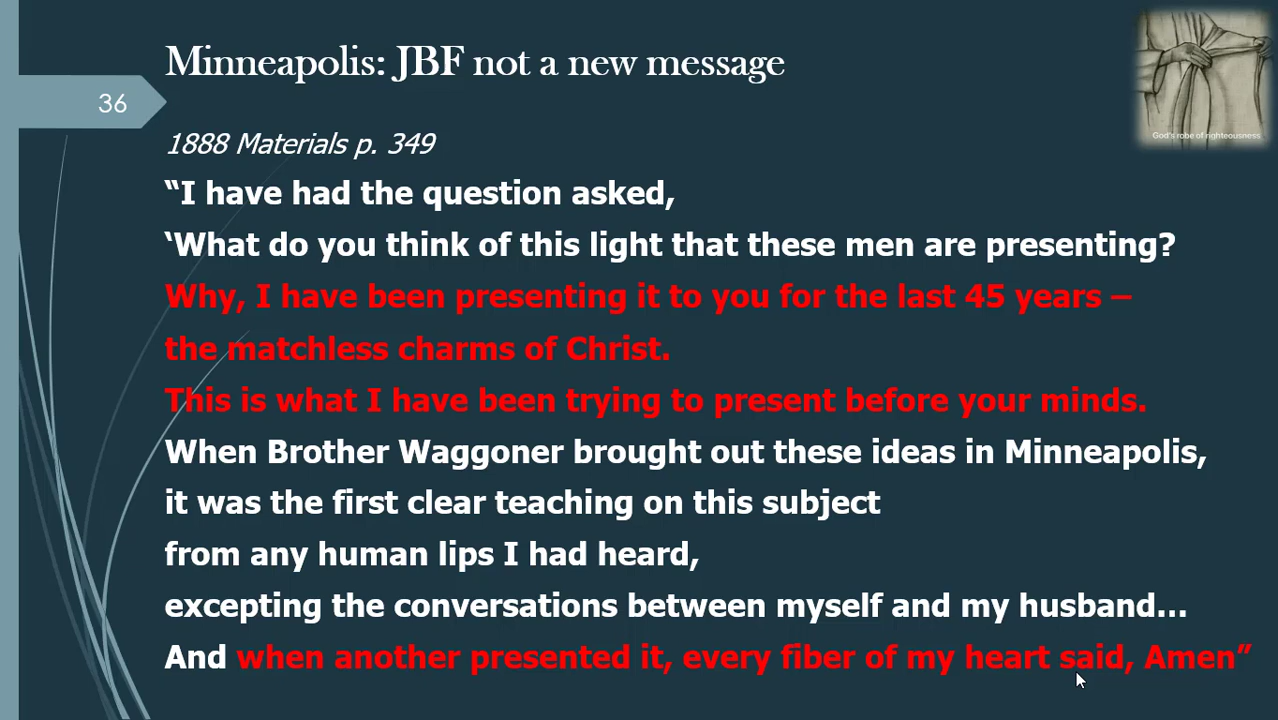 Minneapolis: JBF not a new message
God's robe of righteousness
36
1888 Materials p. 349
“I have had the question asked,
‘What do you think of this light that these men are presenting?
Why, I have been presenting it to you for the last 45 years –
the matchless charms of Christ.
This is what I have been trying to present before your minds.
When Brother Waggoner brought out these ideas in Minneapolis,
it was the first clear teaching on this subject
from any human lips I had heard,
excepting the conversations between myself and my husband…
And when another presented it, every fiber of my heart said, Amen”